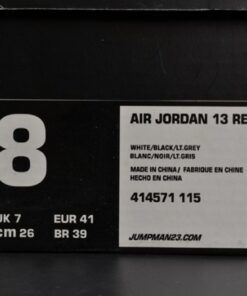 8
UK 7 EUR 41
cm 26 BR 39
AIR JORDAN 13 RE
WHITE/BLACK/LT.GREY
BLANC/NOIR/LT.GRIS
MADE IN CHINA/ FABRIQUE EN CHINE
HECHO EN CHINA
414571 115
JUMPMAN23.COM